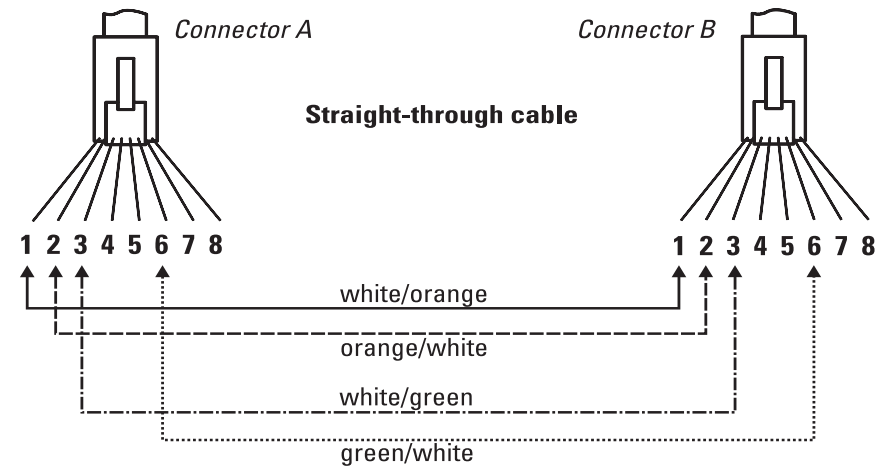 Connector A
Connector B
Straight-through cable
1 2 3 4 5 6 7 8
1 2 3 4 5 6 7 8
white/orange
orange/white
white/green
green/white